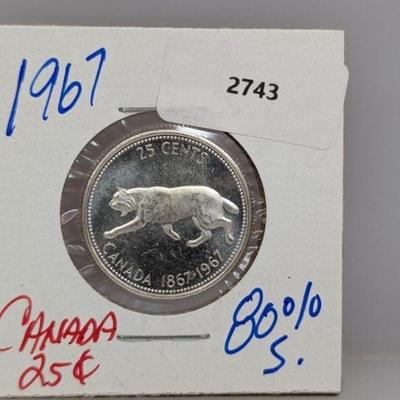 1967
2743
25 CENTS
CANADA 1867-1967
CANADA
25¢
80%
S.